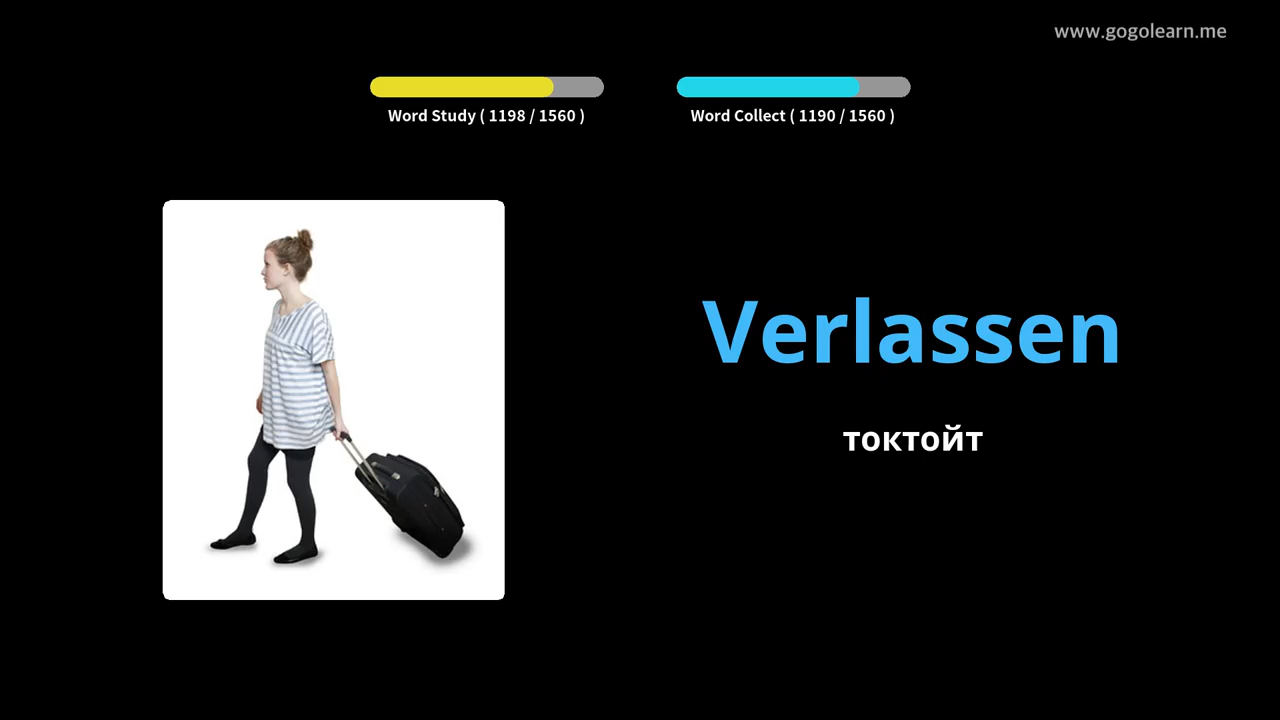 www.gogolearn.me
Word Study ( 1198 / 1560 )
Word Collect ( 1190 / 1560 )
Verlassen
токтойт